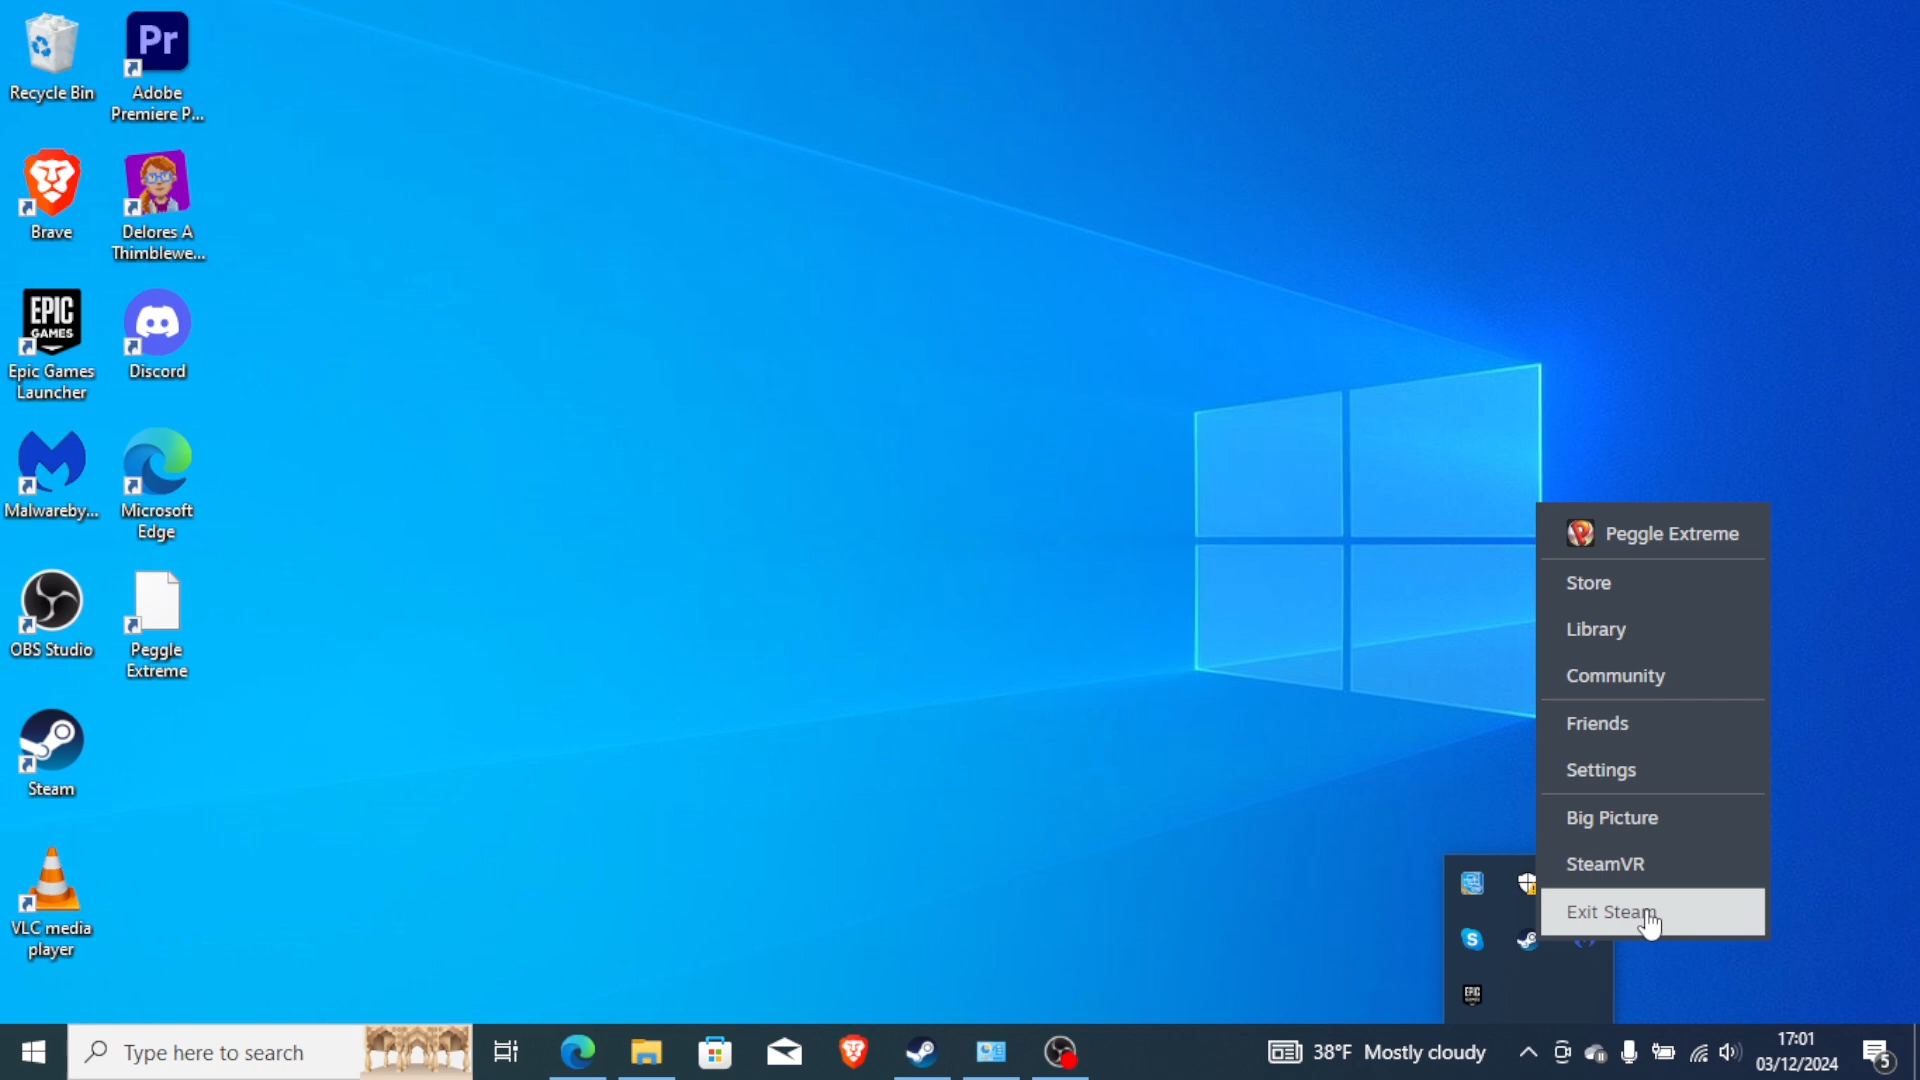 Recycle Bin
Pr
Adobe
Premiere P...
Brave
Delores A
Thimblewe...
EPIC
GAMES
Epic Games
Launcher
Discord
Malwareby...
Microsoft
Edge
OBS Studio
Peggle
Extreme
Steam
VLC media
player
Peggle Extreme
Store
Library
Community
Friends
Settings
Big Picture
SteamVR
Exit Steam
S
EPIC
Type here to search
38°F Mostly cloudy
17:01
03/12/2024
5